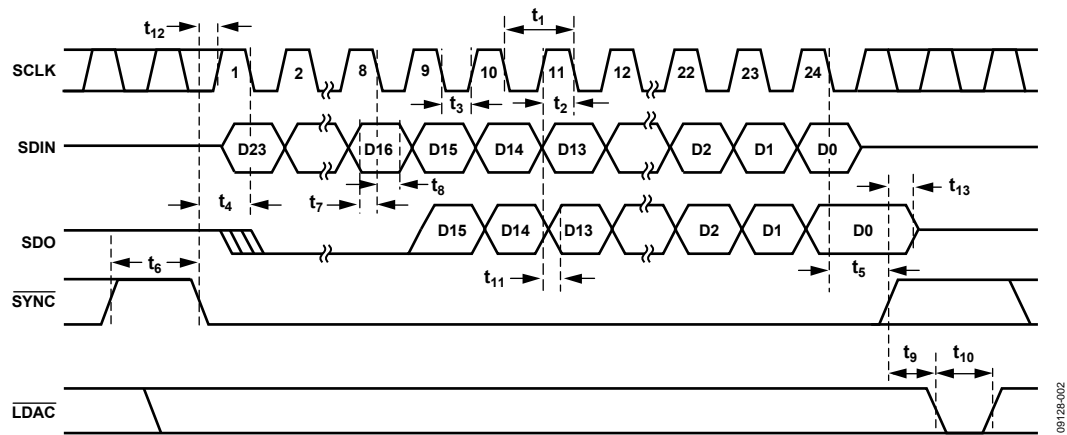 t1
t12
SCLK 1 2 8 9 10 11 12 22 23 24
t3 t2
SDIN D23 D16 D15 D14 D13 D2 D1 D0
t4 t7 t8 t13
SDO D15 D14 D13 D2 D1 D0
t6 t11 t5
SYNC
t9 t10
LDAC
09128-002